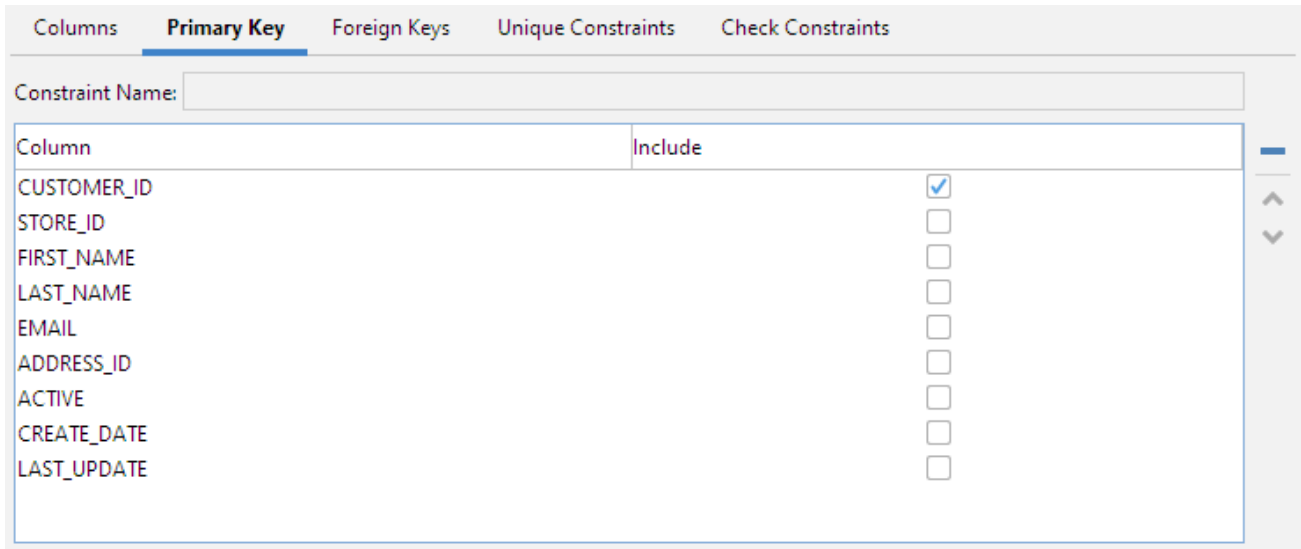 Columns Primary Key Foreign Keys Unique Constraints Check Constraints
Constraint Name:
Column Include
CUSTOMER_ID
STORE_ID
FIRST_NAME
LAST_NAME
EMAIL
ADDRESS_ID
ACTIVE
CREATE_DATE
LAST_UPDATE